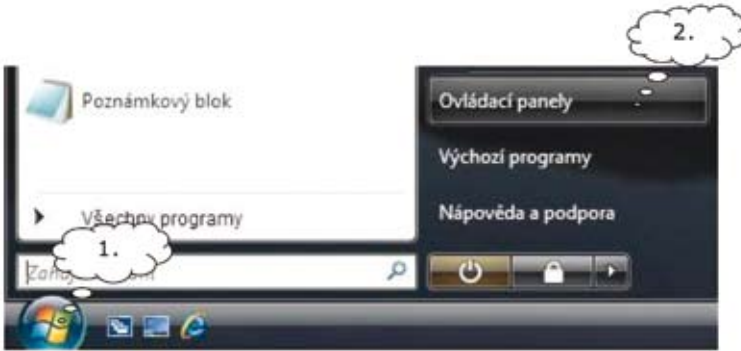 2.
Poznámkový blok
Ovládací panely
Výchozí programy
Všechny programy
Nápověda a podpora
1.